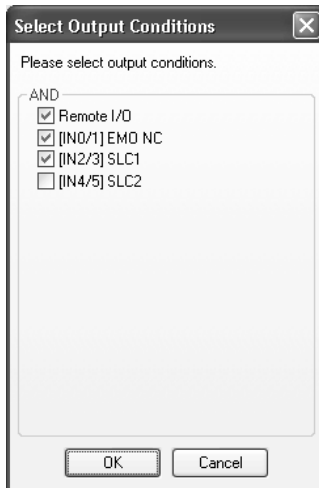 Select Output Conditions
Please select output conditions.
AND
Remote I/O
[IN0/1] EMO NC
[IN2/3] SLC1
[IN4/5] SLC2
OK
Cancel